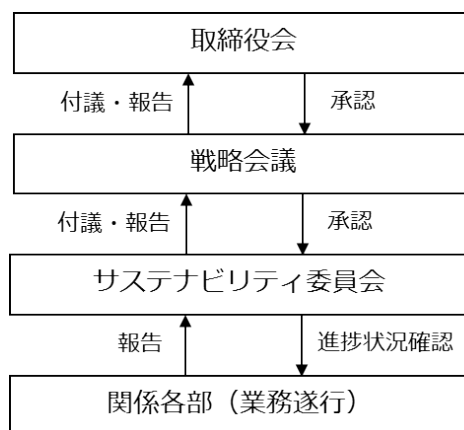 取締役会
付議・報告
承認
戦略会議
付議・報告
承認
サステナビリティ委員会
報告
進捗状況確認
関係各部（業務遂行）